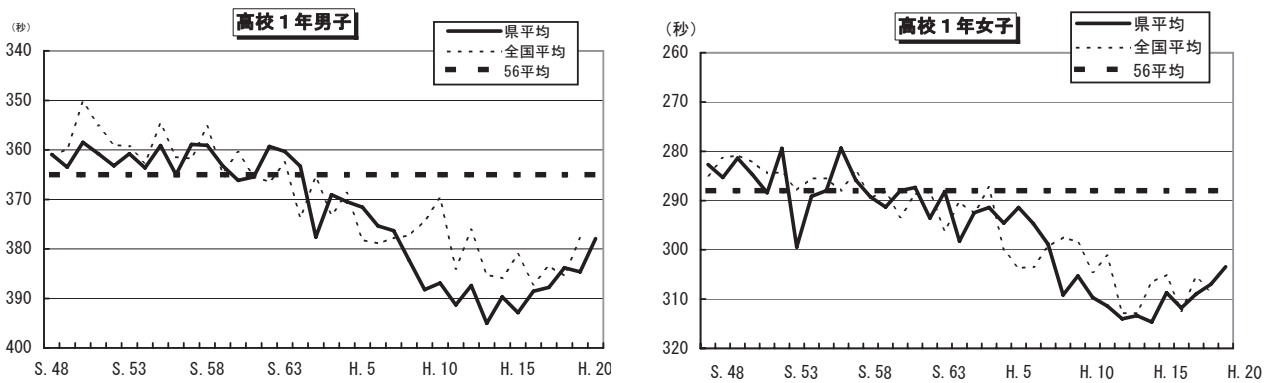 高校１年男子
（秒）
県平均
全国平均
56平均
340
350
360
370
380
390
400
S. 48 S. 53 S. 58 S. 63 H. 5 H. 10 H. 15 H. 20
高校１年女子
（秒）
県平均
全国平均
56平均
260
270
280
290
300
310
320
S. 48 S. 53 S. 58 S. 63 H. 5 H. 10 H. 15 H. 20